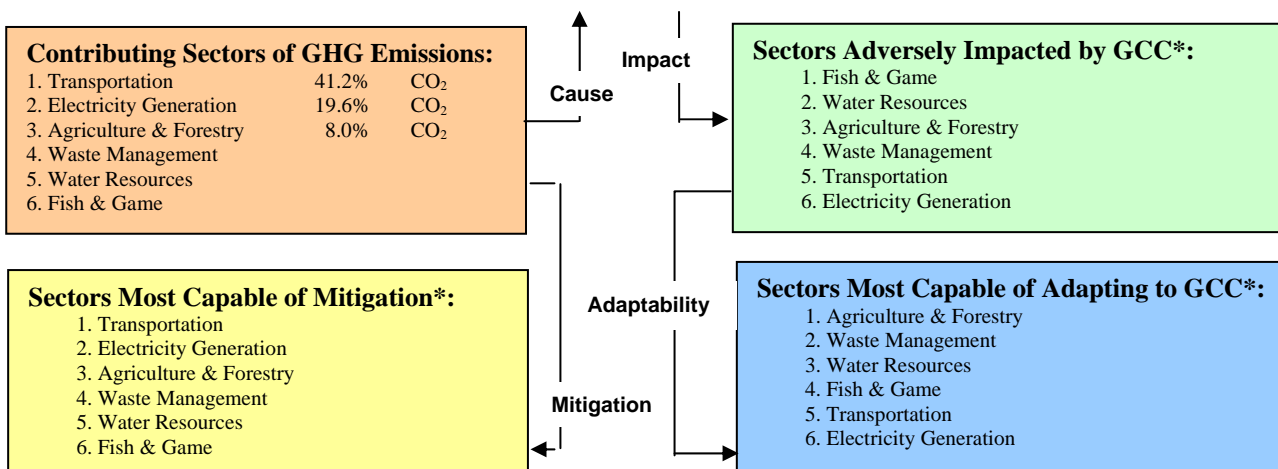 Contributing Sectors of GHG Emissions:
1. Transportation 41.2% CO₂
2. Electricity Generation 19.6% CO₂
3. Agriculture & Forestry 8.0% CO₂
4. Waste Management
5. Water Resources
6. Fish & Game
Cause
Impact
Sectors Adversely Impacted by GCC*:
1. Fish & Game
2. Water Resources
3. Agriculture & Forestry
4. Waste Management
5. Transportation
6. Electricity Generation
Sectors Most Capable of Mitigation*:
1. Transportation
2. Electricity Generation
3. Agriculture & Forestry
4. Waste Management
5. Water Resources
6. Fish & Game
Mitigation
Adaptability
Sectors Most Capable of Adapting to GCC*:
1. Agriculture & Forestry
2. Waste Management
3. Water Resources
4. Fish & Game
5. Transportation
6. Electricity Generation